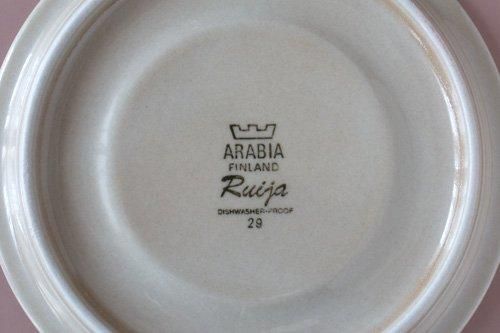 ARABIA
FINLAND
Ruija
DISHWASHER-PROOF
29